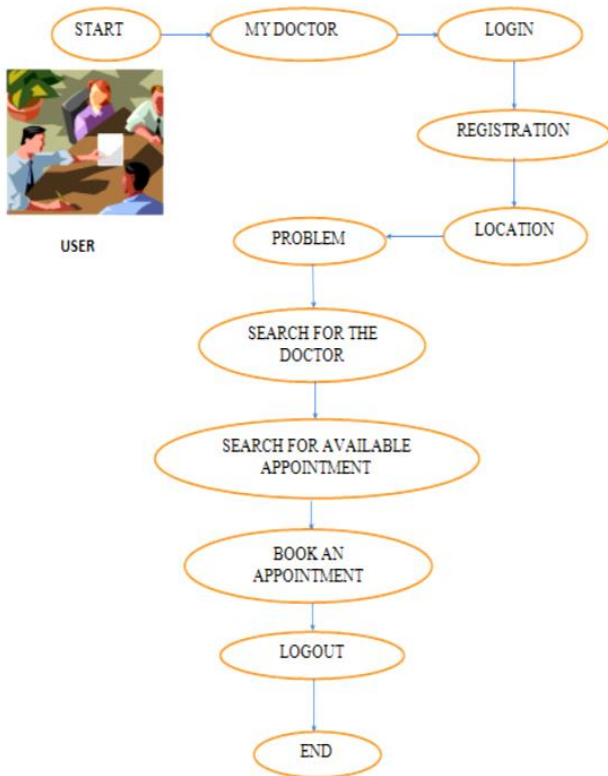 START
MY DOCTOR
LOGIN
REGISTRATION
LOCATION
PROBLEM
USER
SEARCH FOR THE
DOCTOR
SEARCH FOR AVAILABLE
APPOINTMENT
BOOK AN
APPOINTMENT
LOGOUT
END